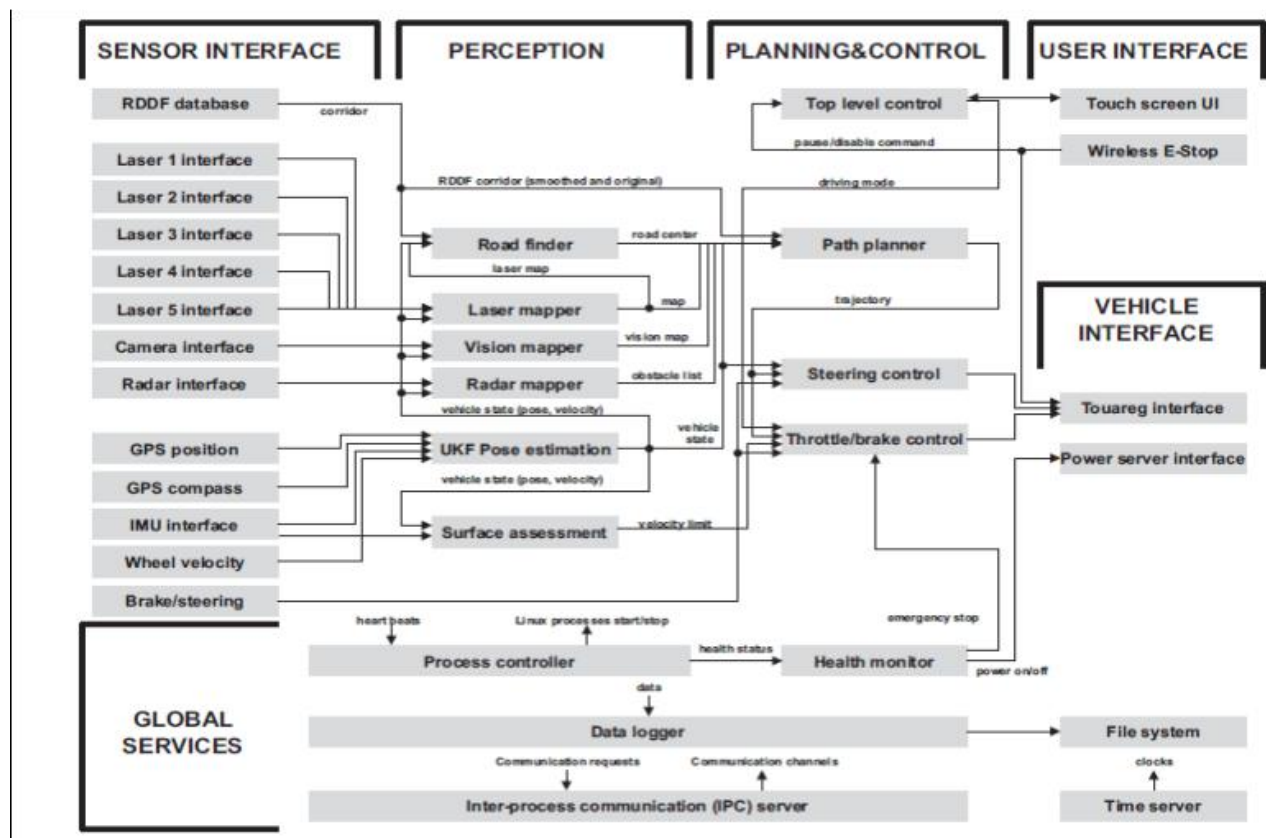 SENSOR INTERFACE
PERCEPTION
PLANNING&CONTROL
USER INTERFACE
RDDF database
corridor
Top level control
Touch screen UI
pause/disable command
Wireless E-Stop
Laser 1 interface
RDDF corridor (smoothed and original)
driving mode
Laser 2 interface
Laser 3 interface
Road finder
road center
Path planner
laser map
Laser 4 interface
VEHICLE
INTERFACE
Laser 5 interface
Laser mapper
map
trajectory
Camera interface
Vision mapper
vision map
Radar interface
Radar mapper
obstacle list
Steering control
vehicle state (pose, velocity)
vehicle
state
Touareg interface
GPS position
UKF Pose estimation
Throttle/brake control
Power server interface
GPS compass
vehicle state (pose, velocity)
IMU interface
Surface assessment
velocity limit
Wheel velocity
Brake/steering
heart beats
Linux processes start/stop
emergency stop
health status
Process controller
Health monitor
power on/off
data
GLOBAL
SERVICES
Data logger
File system
Communication requests
Communication channels
clocks
Inter-process communication (IPC) server
Time server